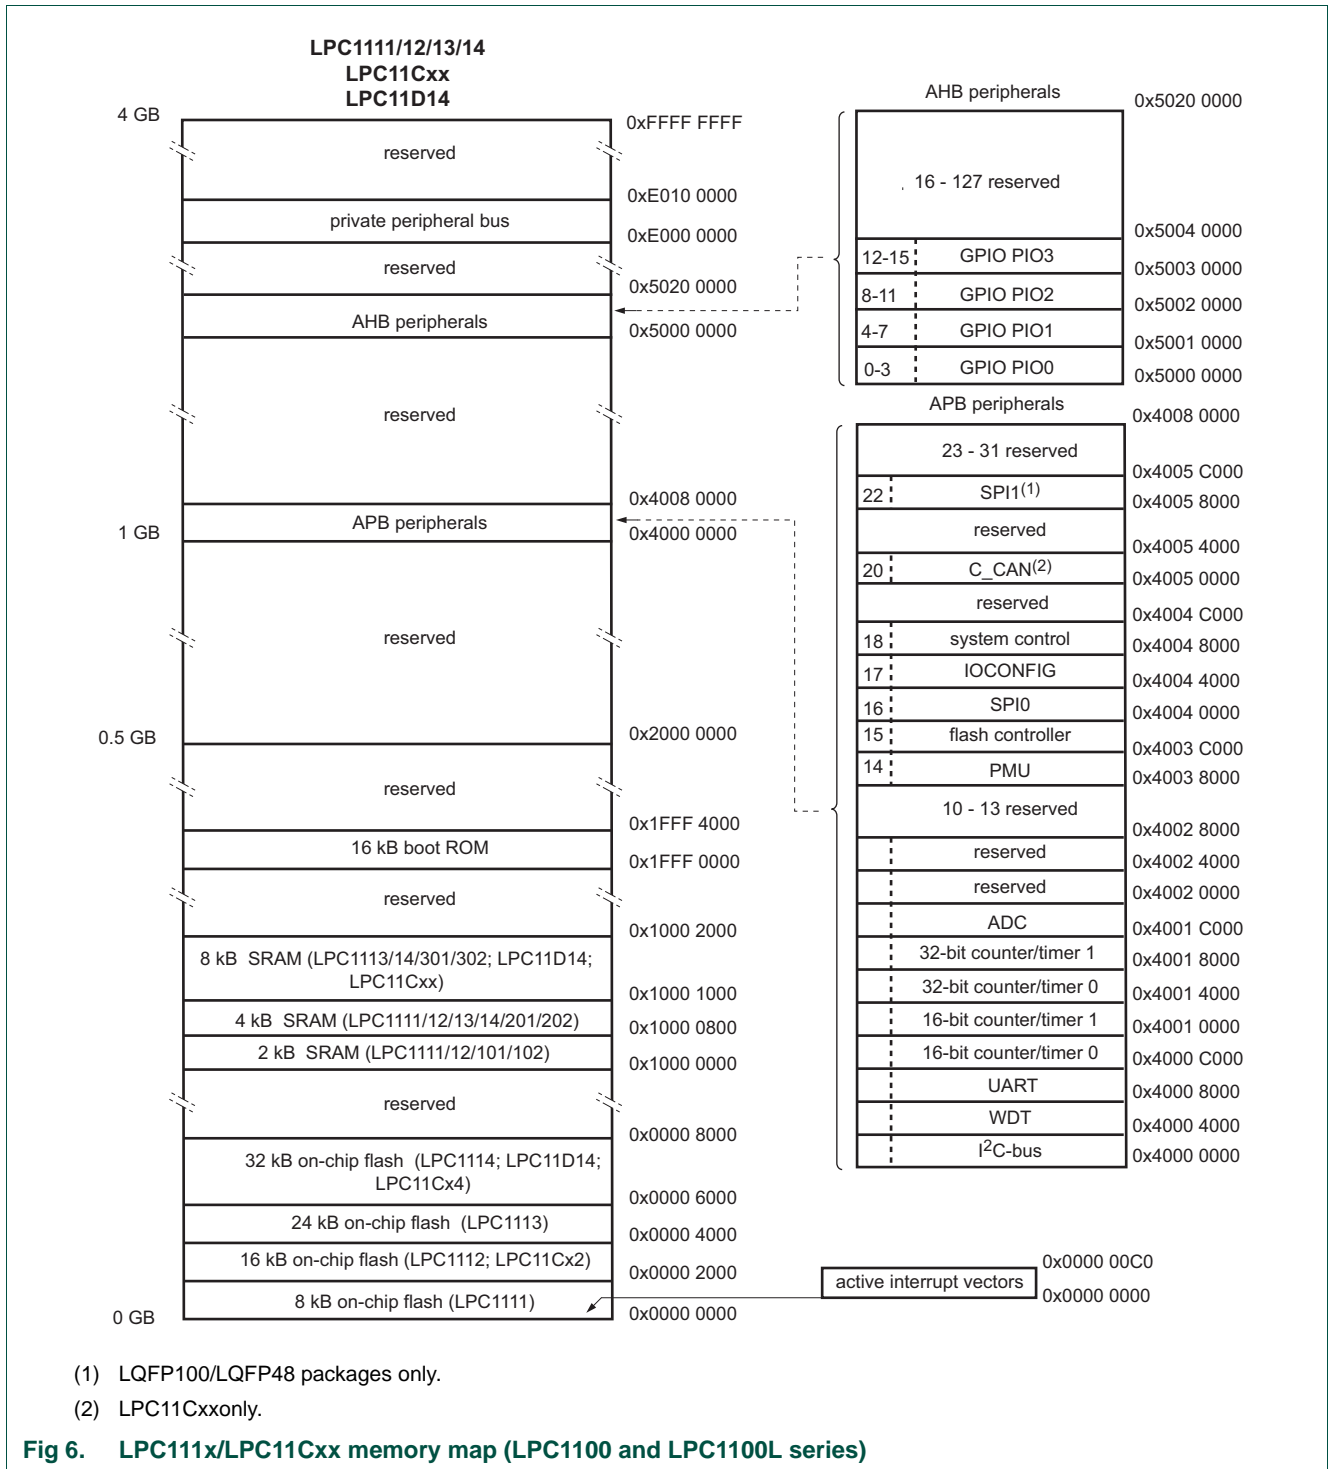 LPC1111/12/13/14
LPC11Cxx
LPC11D14
4 GB
0xFFFF FFFF
reserved
0xE010 0000
private peripheral bus
0xE000 0000
reserved
0x5020 0000
AHB peripherals
0x5000 0000
reserved
0x4008 0000
APB peripherals
1 GB
0x4000 0000
reserved
0.5 GB
0x2000 0000
reserved
0x1FFF 4000
16 kB boot ROM
0x1FFF 0000
reserved
0x1000 2000
8 kB SRAM (LPC1113/14/301/302; LPC11D14;
LPC11Cxx)
0x1000 1000
4 kB SRAM (LPC1111/12/13/14/201/202)
0x1000 0800
2 kB SRAM (LPC1111/12/101/102)
0x1000 0000
reserved
0x0000 8000
32 kB on-chip flash (LPC1114; LPC11D14;
LPC11Cx4)
0x0000 6000
24 kB on-chip flash (LPC1113)
0x0000 4000
16 kB on-chip flash (LPC1112; LPC11Cx2)
0x0000 2000
8 kB on-chip flash (LPC1111)
0 GB
0x0000 0000
AHB peripherals
0x5020 0000
16 - 127 reserved
0x5004 0000
12-15 GPIO PIO3
0x5003 0000
8-11 GPIO PIO2
0x5002 0000
4-7 GPIO PIO1
0x5001 0000
0-3 GPIO PIO0
0x5000 0000
APB peripherals
0x4008 0000
23 - 31 reserved
0x4005 C000
22 SPI1(1)
0x4005 8000
reserved
0x4005 4000
20 C_CAN(2)
0x4005 0000
reserved
0x4004 C000
18 system control
0x4004 8000
17 IOCONFIG
0x4004 4000
16 SPI0
0x4004 0000
15 flash controller
0x4003 C000
14 PMU
0x4003 8000
10 - 13 reserved
0x4002 8000
reserved
0x4002 4000
reserved
0x4002 0000
ADC
0x4001 C000
32-bit counter/timer 1
0x4001 8000
32-bit counter/timer 0
0x4001 4000
16-bit counter/timer 1
0x4001 0000
16-bit counter/timer 0
0x4000 C000
UART
0x4000 8000
WDT
0x4000 4000
I2C-bus
0x4000 0000
0x0000 00C0
active interrupt vectors
0x0000 0000
(1) LQFP100/LQFP48 packages only.
(2) LPC11Cxxonly.
Fig 6. LPC111x/LPC11Cxx memory map (LPC1100 and LPC1100L series)